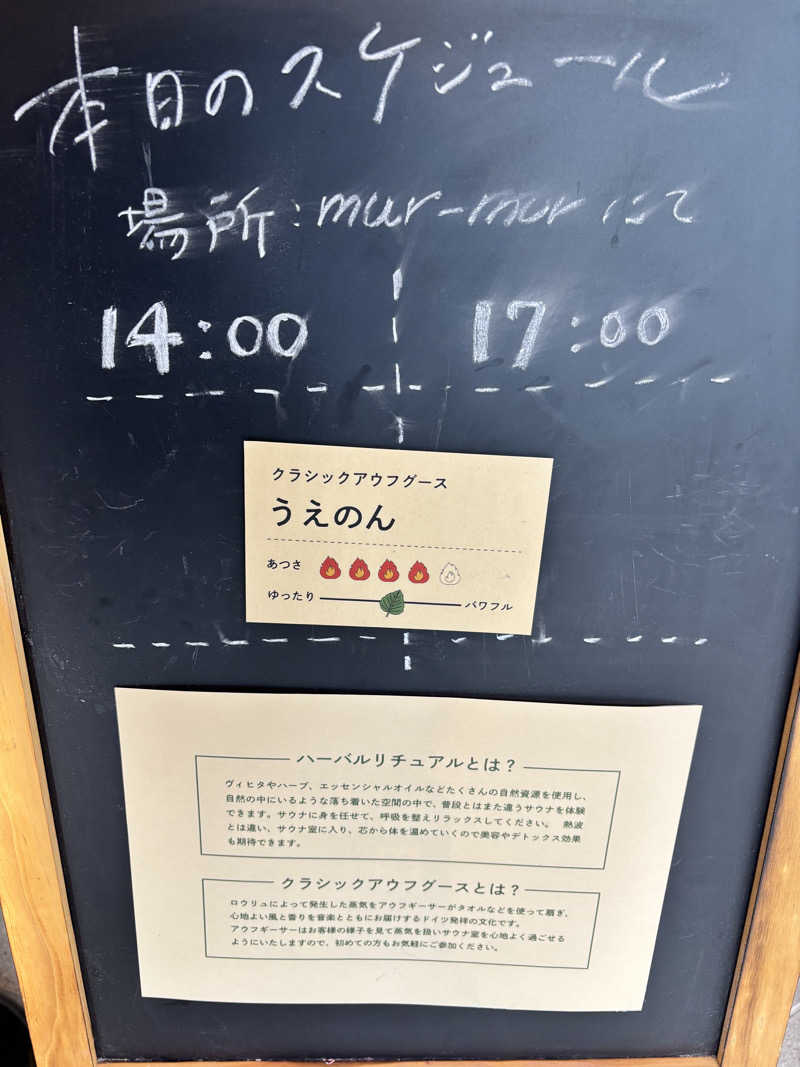 本日のスケジュール
場所:mur-mur にて
14:00 17:00
クラシックアウフグース
うえのん
あつさ
ゆったり パワフル
ハーバルリチュアルとは?
ヴィヒタやハーブ、エッセンシャルオイルなどたくさんの自然資源を使用し、
自然の中にいるような落ち着いた空間の中で、普段とはまた違うサウナを体験
できます。サウナに身を任せて、呼吸を整えリラックスしてください。 熱波
とは違い、サウナ室に入り、芯から体を温めていくので美容やデトックス効果
も期待できます。
クラシックアウフグースとは?
ロウリュによって発生した蒸気をアウフギーサーがタオルなどを使って扇ぎ、
心地よい風と香りを音楽とともにお届けするドイツ発祥の文化です。
アウフギーサーはお客様の様子を見て蒸気を扱いサウナ室を心地よく過ごせる
ようにいたしますので、初めての方もお気軽にご参加ください。